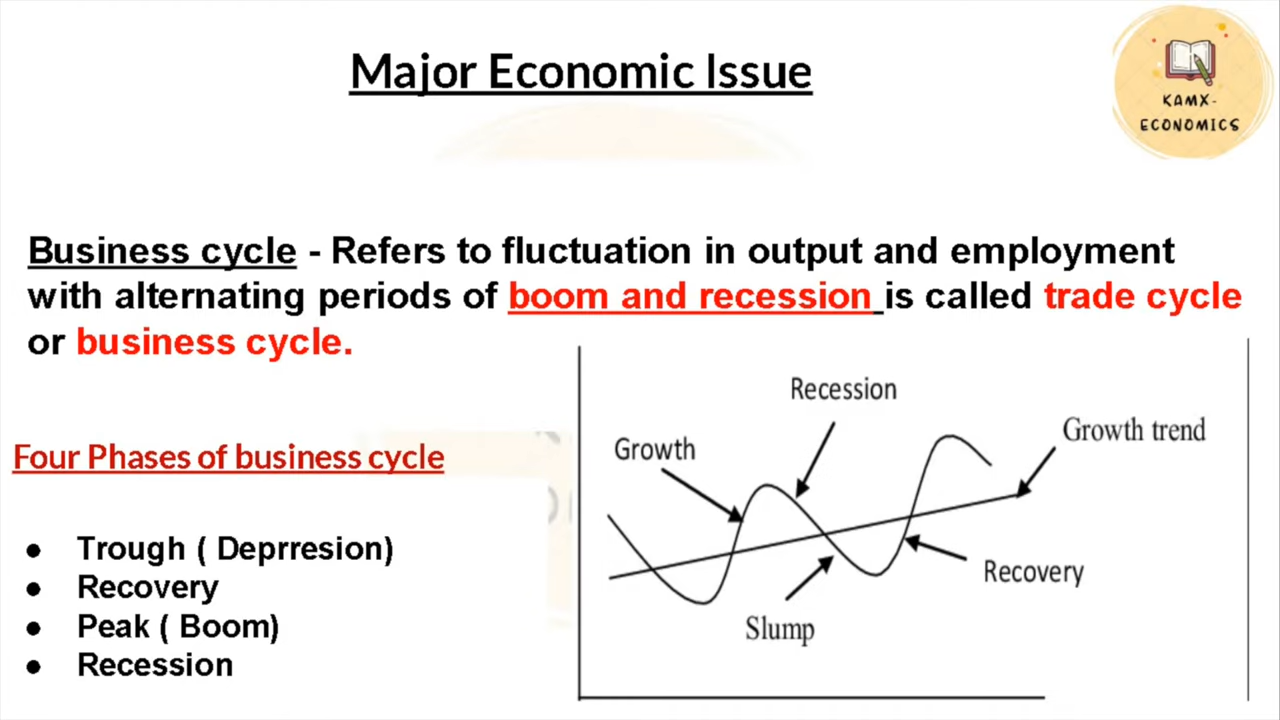 Major Economic Issue
KAMX-
ECONOMICS
Business cycle - Refers to fluctuation in output and employment
with alternating periods of boom and recession is called trade cycle
or business cycle.
Four Phases of business cycle
● Trough ( Deprresion)
● Recovery
● Peak ( Boom)
● Recession
Recession
Growth
Growth trend
Recovery
Slump